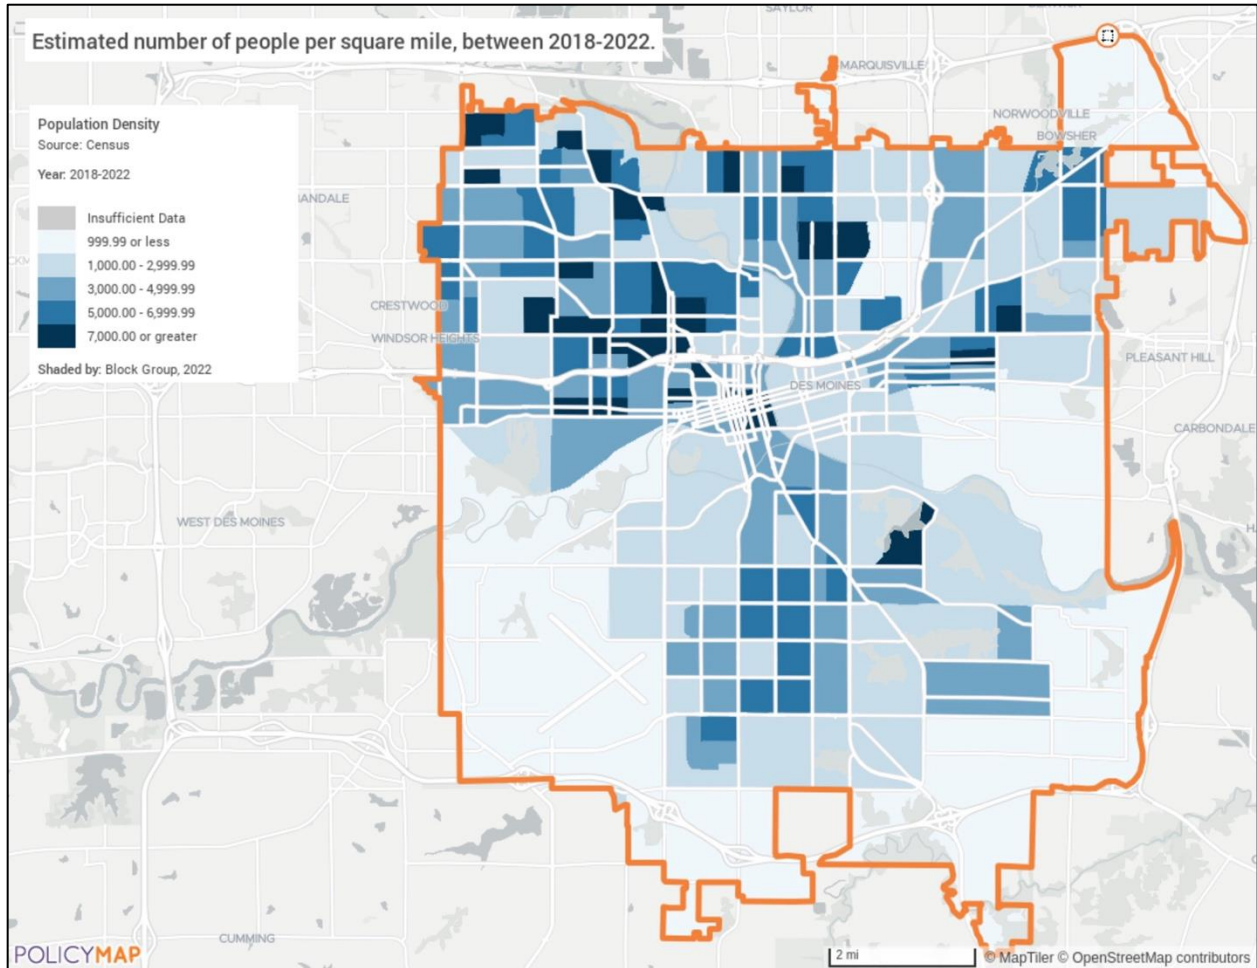 SAYLOR
Estimated number of people per square mile, between 2018-2022.
MARQUISVILLE
Population Density
Source: Census
Year: 2018-2022
Insufficient Data
999.99 or less
1,000.00 - 2,999.99
3,000.00 - 4,999.99
5,000.00 - 6,999.99
7,000.00 or greater
Shaded by: Block Group, 2022
NORWOODVILLE
BOWSHER
ANDALE
CRESTWOOD
WINDSOR HEIGHTS
PLEASANT HILL
DES MOINES
CARBONDALE
WEST DES MOINES
CUMMING
POLICYMAP
2 mi
© MapTiler © OpenStreetMap contributors